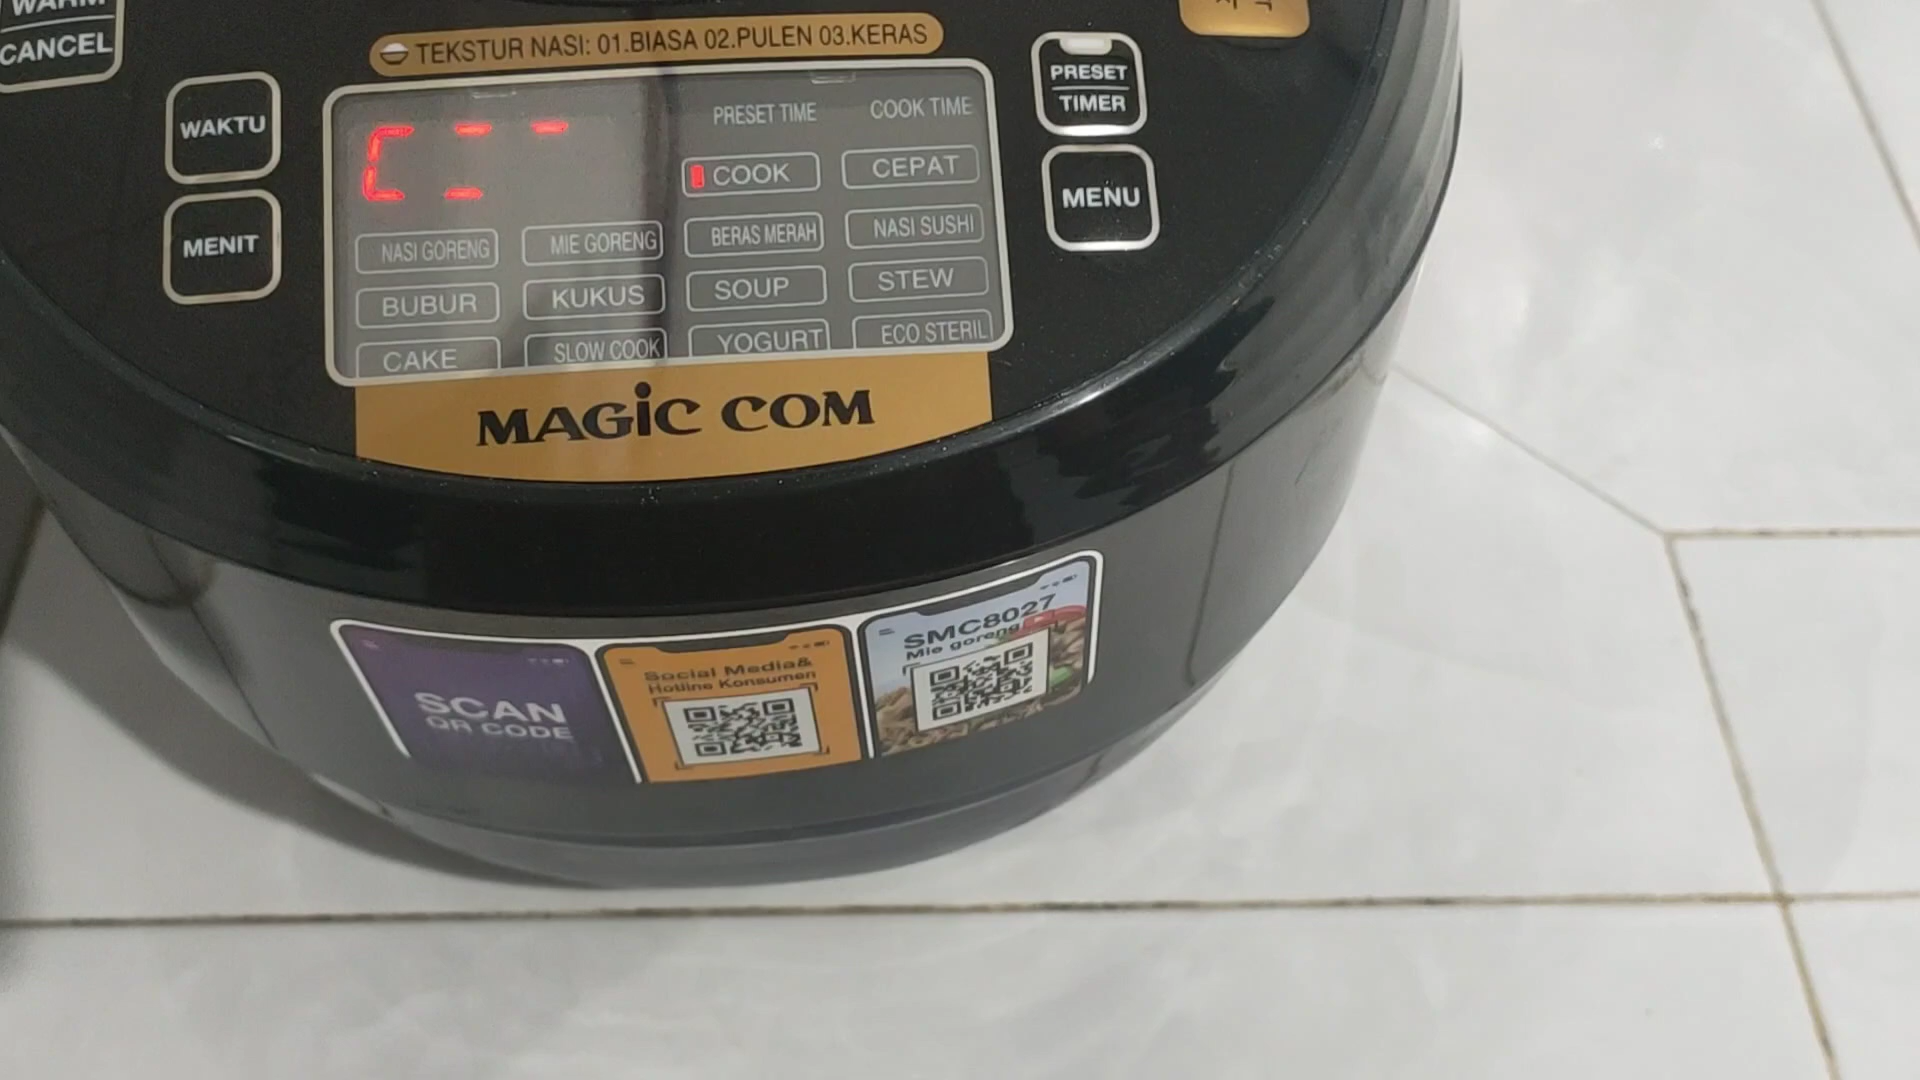 WARM
CANCEL
TEKSTUR NASI: 01.BIASA 02.PULEN 03.KERAS
WAKTU
MENIT
PRESET TIME
COOK TIME
COOK
CEPAT
NASI GORENG
MIE GORENG
BERAS MERAH
NASI SUSHI
BUBUR
KUKUS
SOUP
STEW
CAKE
SLOW COOK
YOGURT
ECO STERIL
PRESET
TIMER
MENU
MAGiC COM
SCAN
QR CODE
Social Media&
Hotline Konsumen
SMC8027
Mie goreng